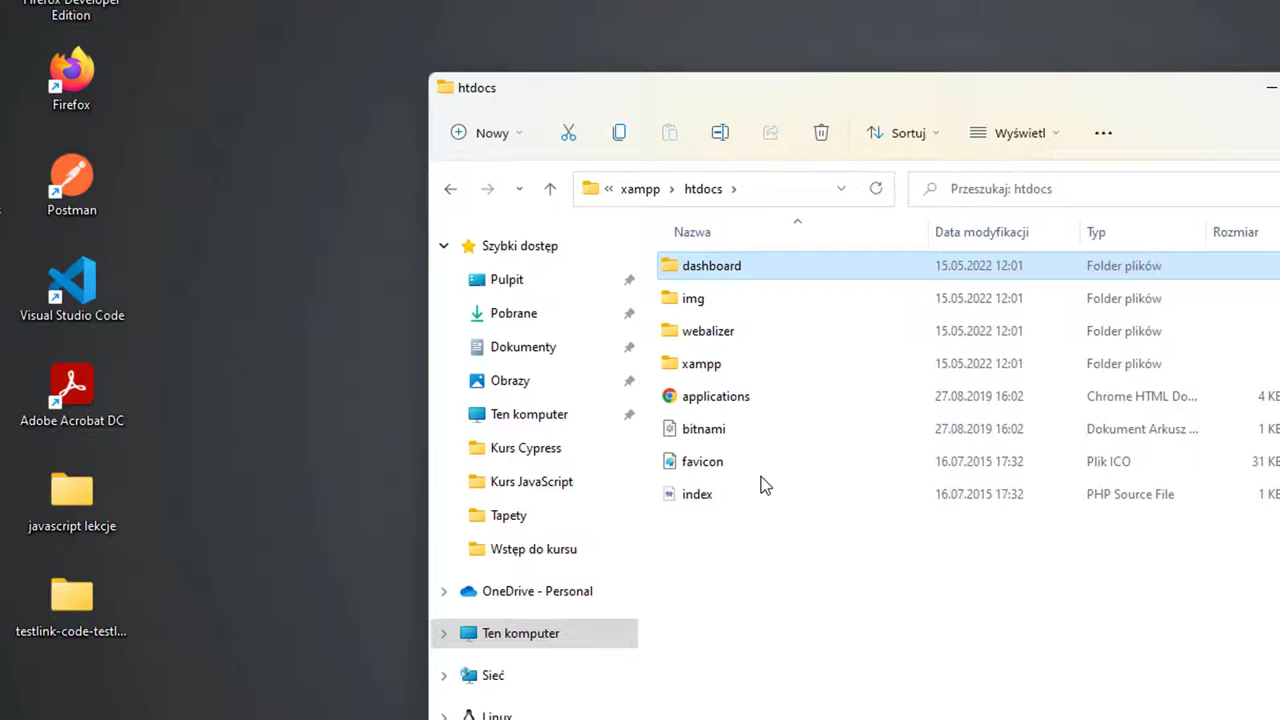 Firefox Developer
Edition
Firefox
Postman
Visual Studio Code
Adobe Acrobat DC
javascript lekcje
testlink-code-testl...
htdocs
Nowy
Sortuj
Wyświetl
xampp
htdocs
Przeszukaj: htdocs
Szybki dostęp
Pulpit
Pobrane
Dokumenty
Obrazy
Ten komputer
Kurs Cypress
Kurs JavaScript
Tapety
Wstęp do kursu
OneDrive - Personal
Ten komputer
Sieć
Linux
Nazwa Data modyfikacji Typ Rozmiar
dashboard 15.05.2022 12:01 Folder plików
img 15.05.2022 12:01 Folder plików
webalizer 15.05.2022 12:01 Folder plików
xampp 15.05.2022 12:01 Folder plików
applications 27.08.2019 16:02 Chrome HTML Do... 4 KB
bitnami 27.08.2019 16:02 Dokument Arkusz ... 1 KB
favicon 16.07.2015 17:32 Plik ICO 31 KB
index 16.07.2015 17:32 PHP Source File 1 KB